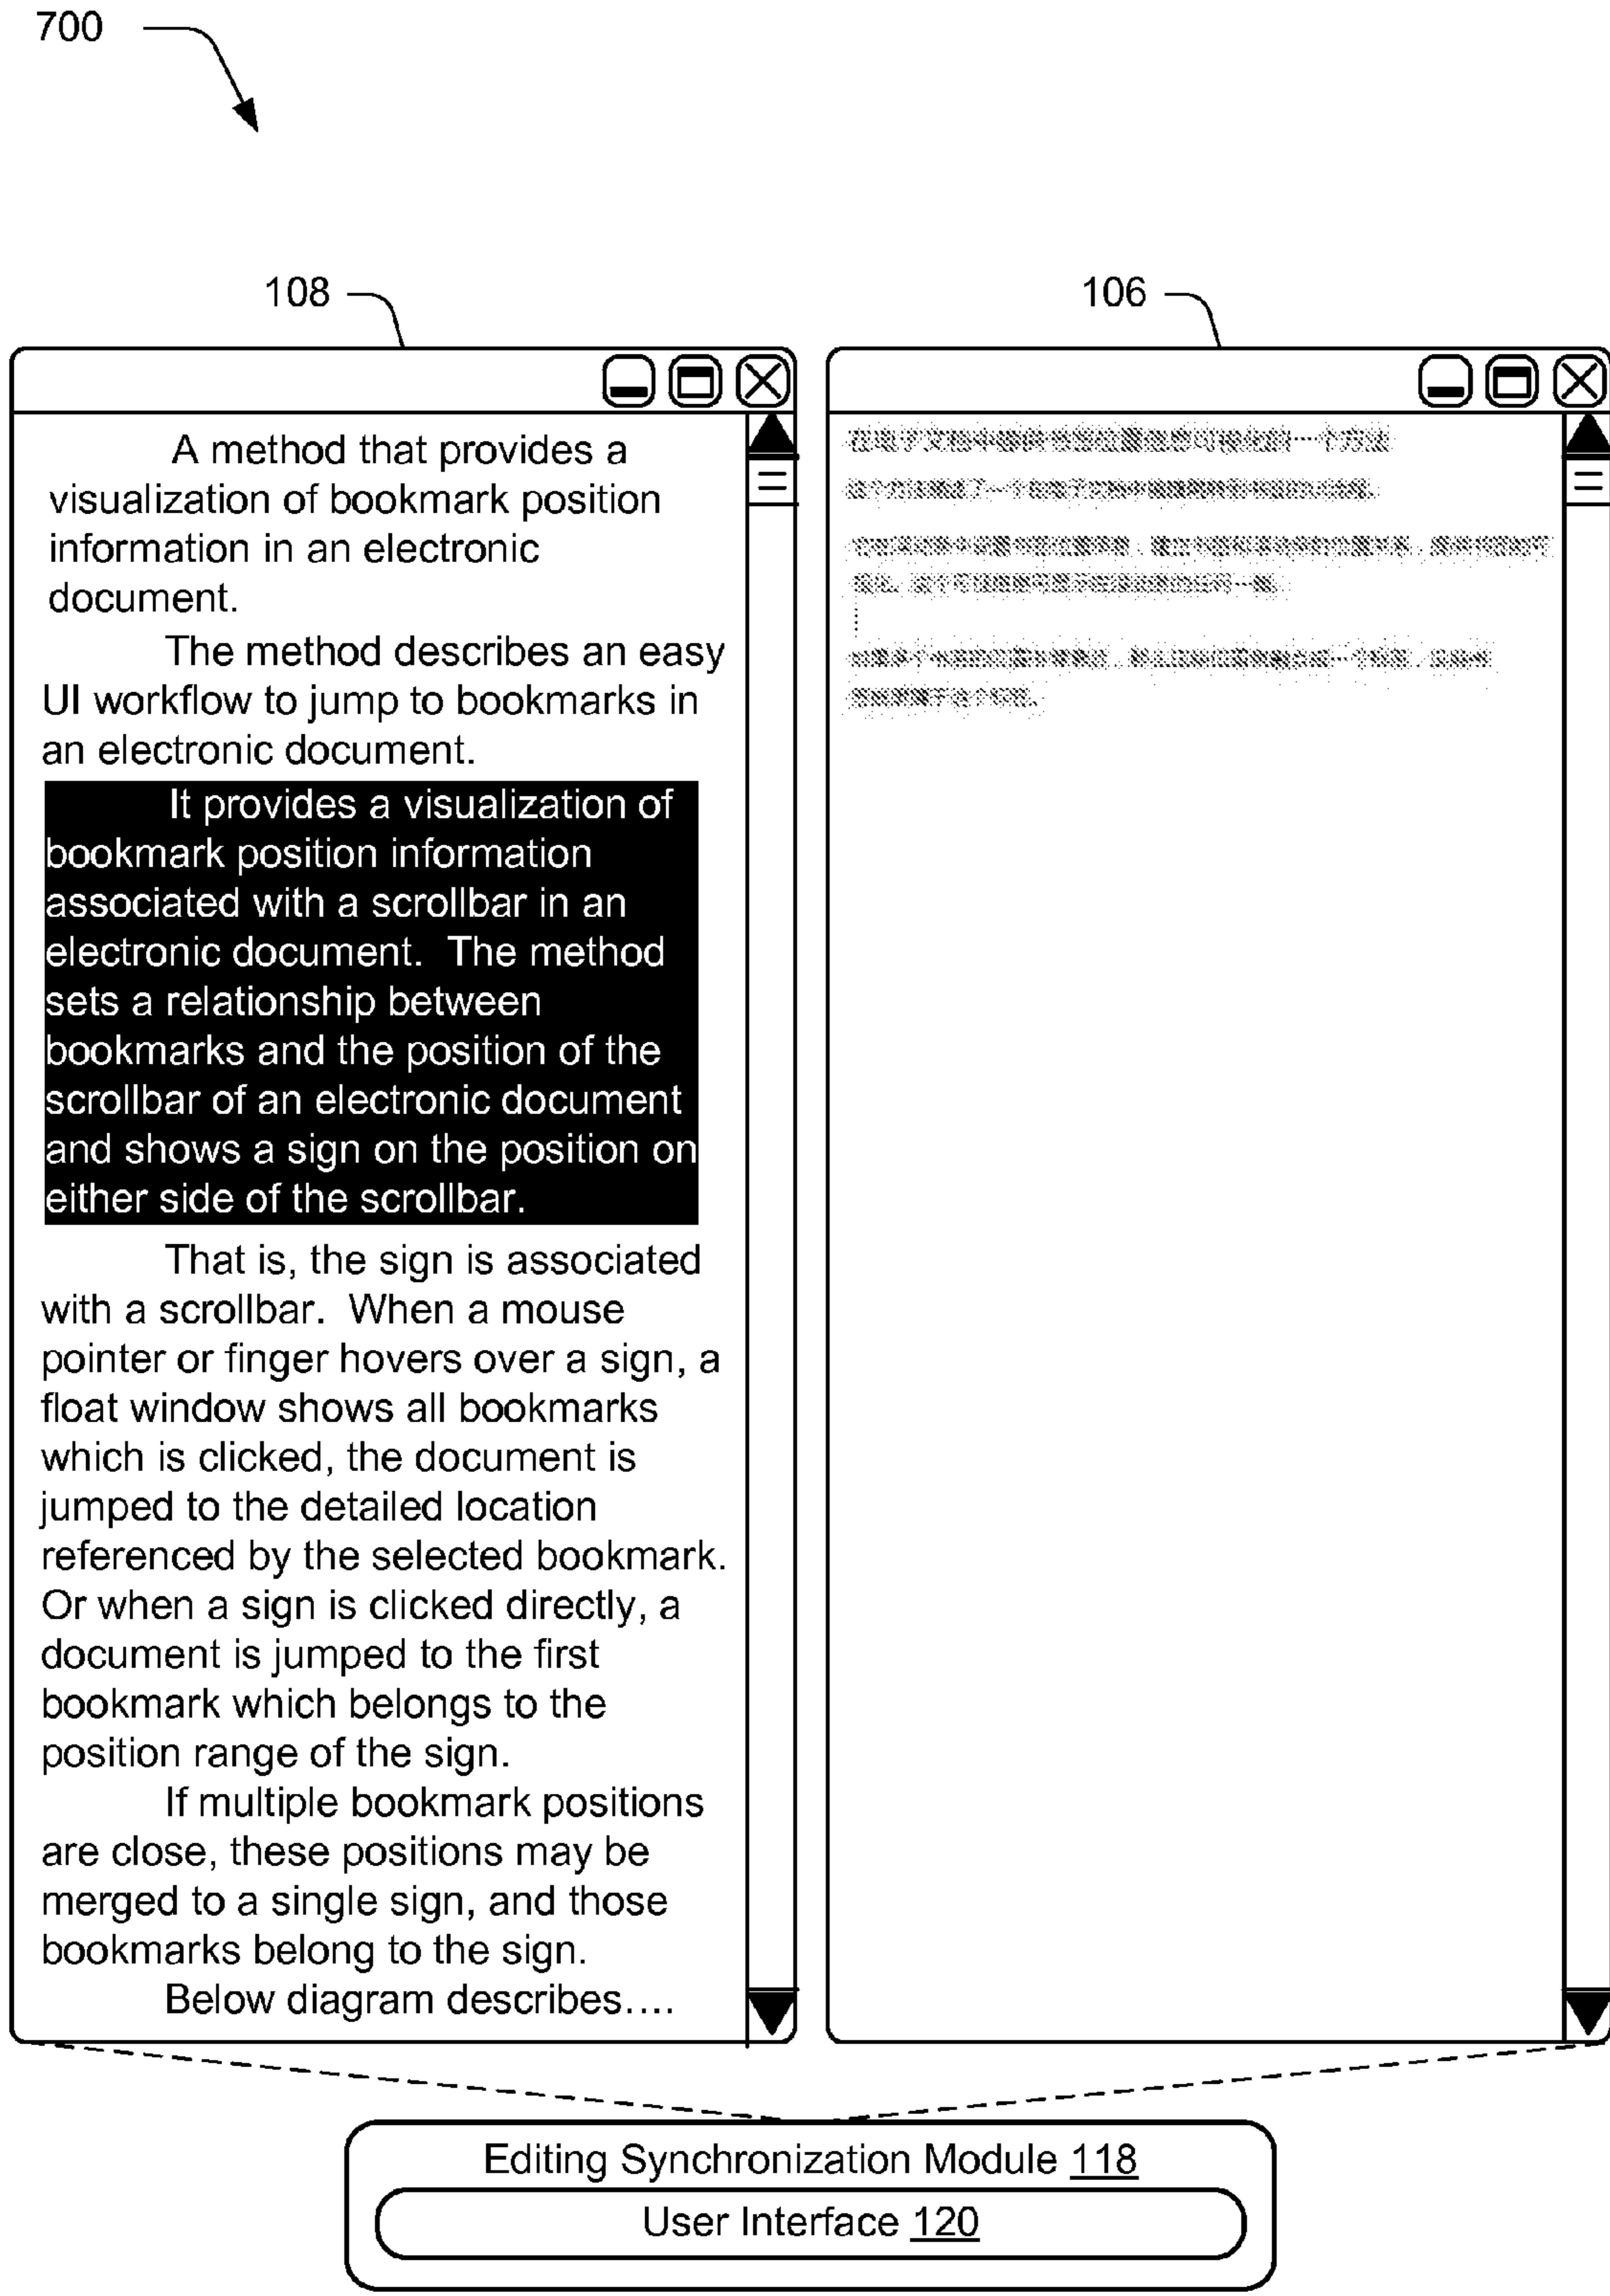 700
108
106
A method that provides a
visualization of bookmark position
information in an electronic
document.
The method describes an easy
UI workflow to jump to bookmarks in
an electronic document.
It provides a visualization of
bookmark position information
associated with a scrollbar in an
electronic document.  The method
sets a relationship between
bookmarks and the position of the
scrollbar of an electronic document
and shows a sign on the position on
either side of the scrollbar.
That is, the sign is associated
with a scrollbar.  When a mouse
pointer or finger hovers over a sign, a
float window shows all bookmarks
which is clicked, the document is
jumped to the detailed location
referenced by the selected bookmark.
Or when a sign is clicked directly, a
document is jumped to the first
bookmark which belongs to the
position range of the sign.
If multiple bookmark positions
are close, these positions may be
merged to a single sign, and those
bookmarks belong to the sign.
Below diagram describes....
Editing Synchronization Module 118
User Interface 120